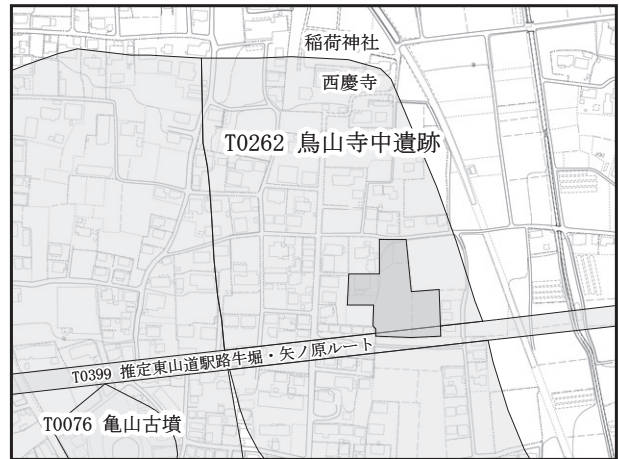 稲荷神社
西慶寺
T0262 鳥山寺中遺跡
T0399 推定東山道駅路牛堀・矢ノ原ルート
T0076 亀山古墳